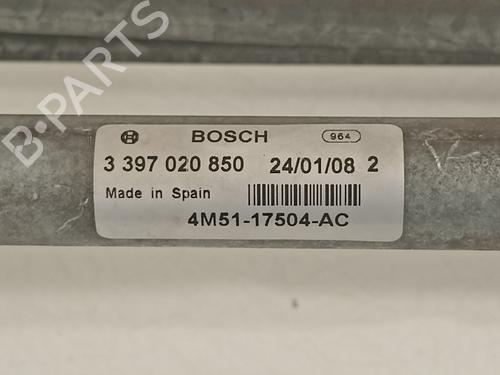 BOSCH 964
3 397 020 850 24/01/08 2
Made in Spain
4M51-17504-AC
B-PARTS